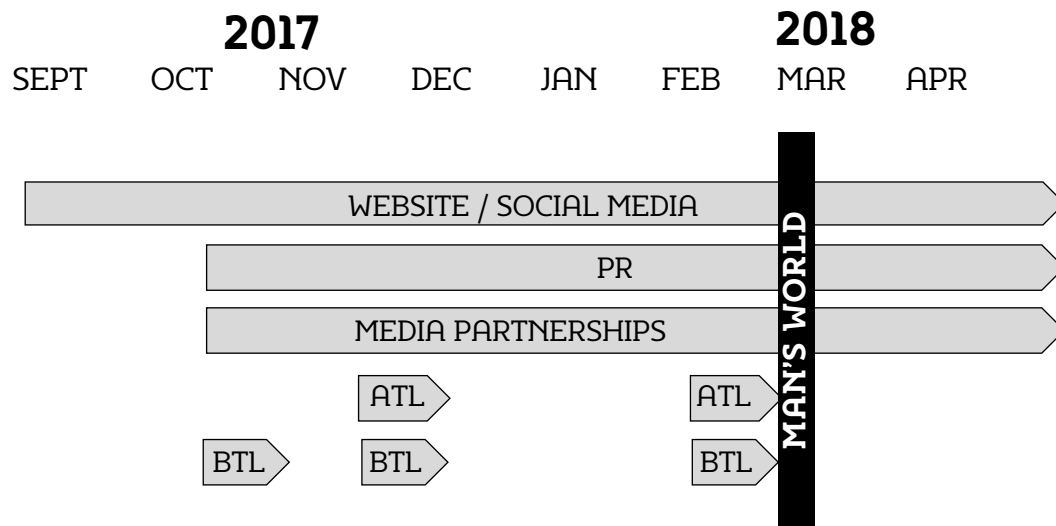 2017 2018
SEPT OCT NOV DEC JAN FEB MAR APR
WEBSITE / SOCIAL MEDIA
PR
MEDIA PARTNERSHIPS
ATL ATL
BTL BTL BTL
MAN'S WORLD